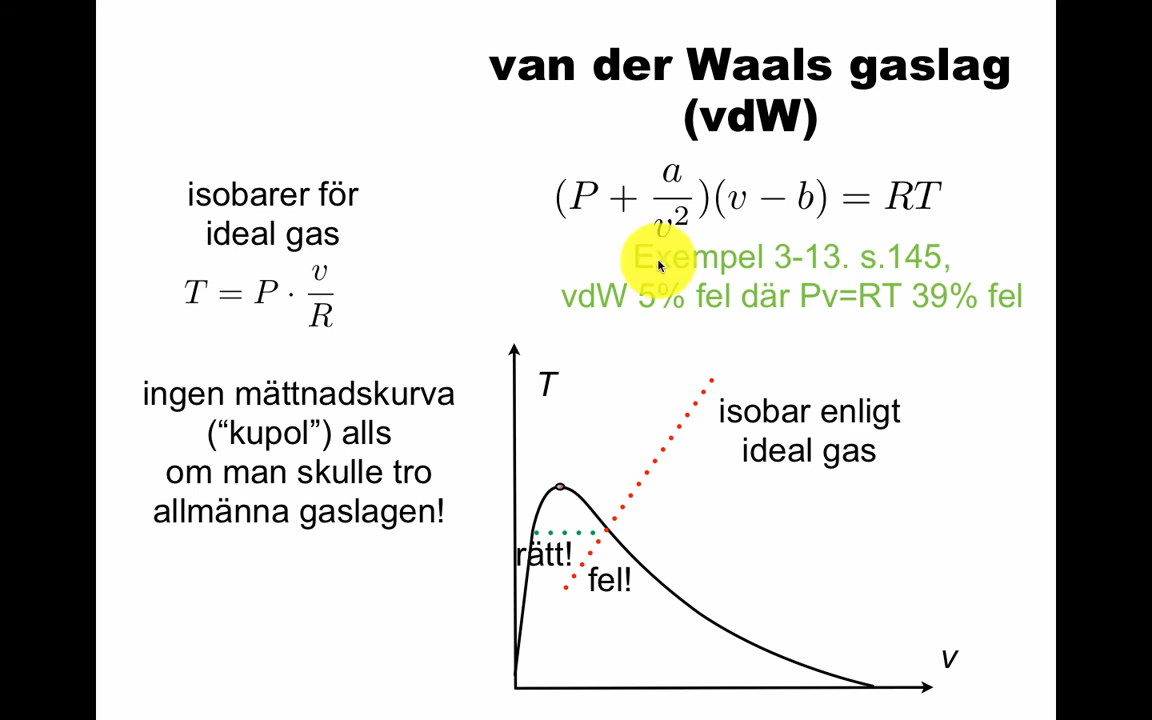 van der Waals gaslag
(vdW)
isobarer för
ideal gas
T = P · v/R
(P + a/v²)(v − b) = RT
Exempel 3-13. s.145,
vdW 5% fel där Pv=RT 39% fel
ingen mättnadskurva
(“kupol”) alls
om man skulle tro
allmänna gaslagen!
T
isobar enligt
ideal gas
rätt!
fel!
v